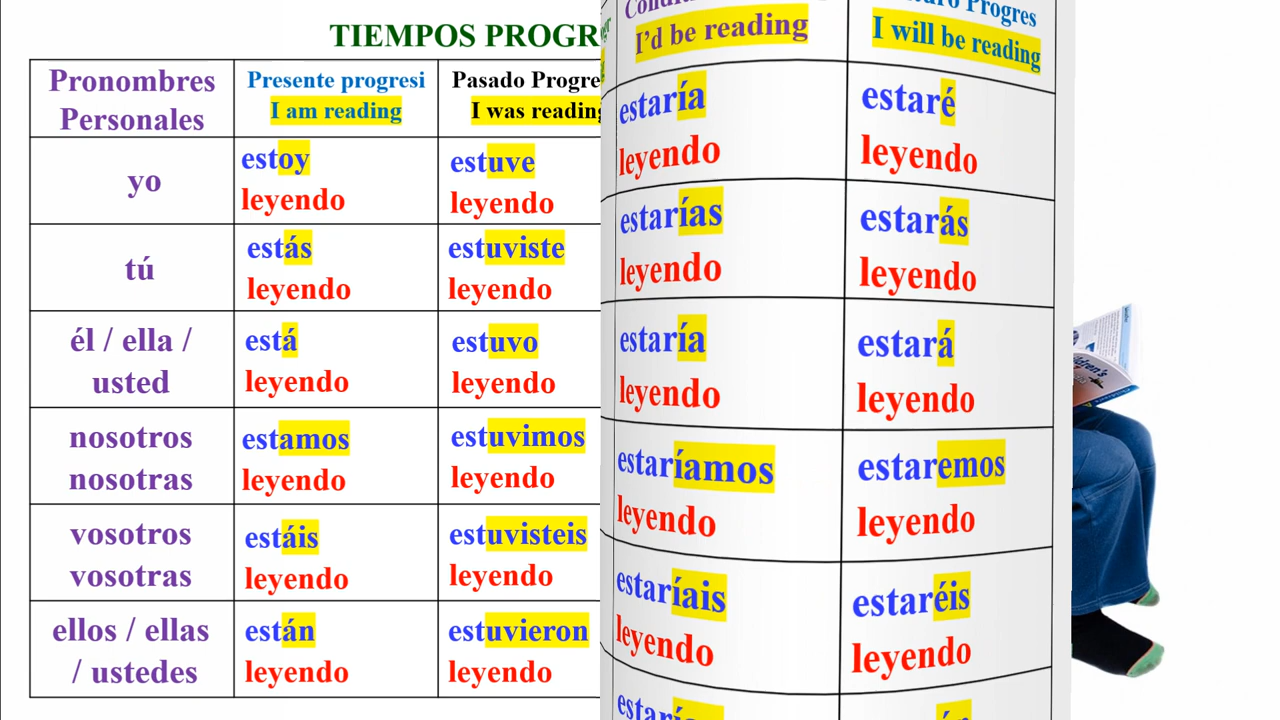 TIEMPOS PROGR
Pronombres
Personales
Presente progresi
I am reading
Pasado Progre
I was reading
I'd be reading
Progres
I will be reading
yo
estoy
leyendo
estuve
leyendo
estaría
leyendo
estaré
leyendo
tú
estás
leyendo
estuviste
leyendo
estarías
leyendo
estarás
leyendo
él / ella /
usted
está
leyendo
estuvo
leyendo
estaría
leyendo
estará
leyendo
nosotros
nosotras
estamos
leyendo
estuvimos
leyendo
estaríamos
leyendo
estaremos
leyendo
vosotros
vosotras
estáis
leyendo
estuvisteis
leyendo
estaríais
leyendo
estaréis
leyendo
ellos / ellas
/ ustedes
están
leyendo
estuvieron
leyendo